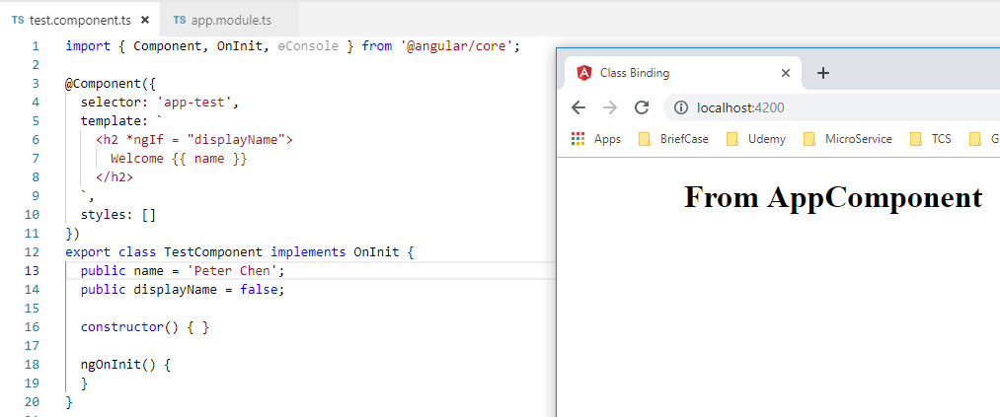 TS test.component.ts × TS app.module.ts
1 import { Component, OnInit, eConsole } from '@angular/core';
2
3 @Component({
4 selector: 'app-test',
5 template: `
6 <h2 *ngIf = "displayName">
7 Welcome {{ name }}
8 </h2>
9 `,
10 styles: []
11 })
12 export class TestComponent implements OnInit {
13 public name = 'Peter Chen';
14 public displayName = false;
15
16 constructor() { }
17
18 ngOnInit() {
19 }
20 }
Class Binding × +
localhost:4200
Apps BriefCase Udemy MicroService TCS G
From AppComponent